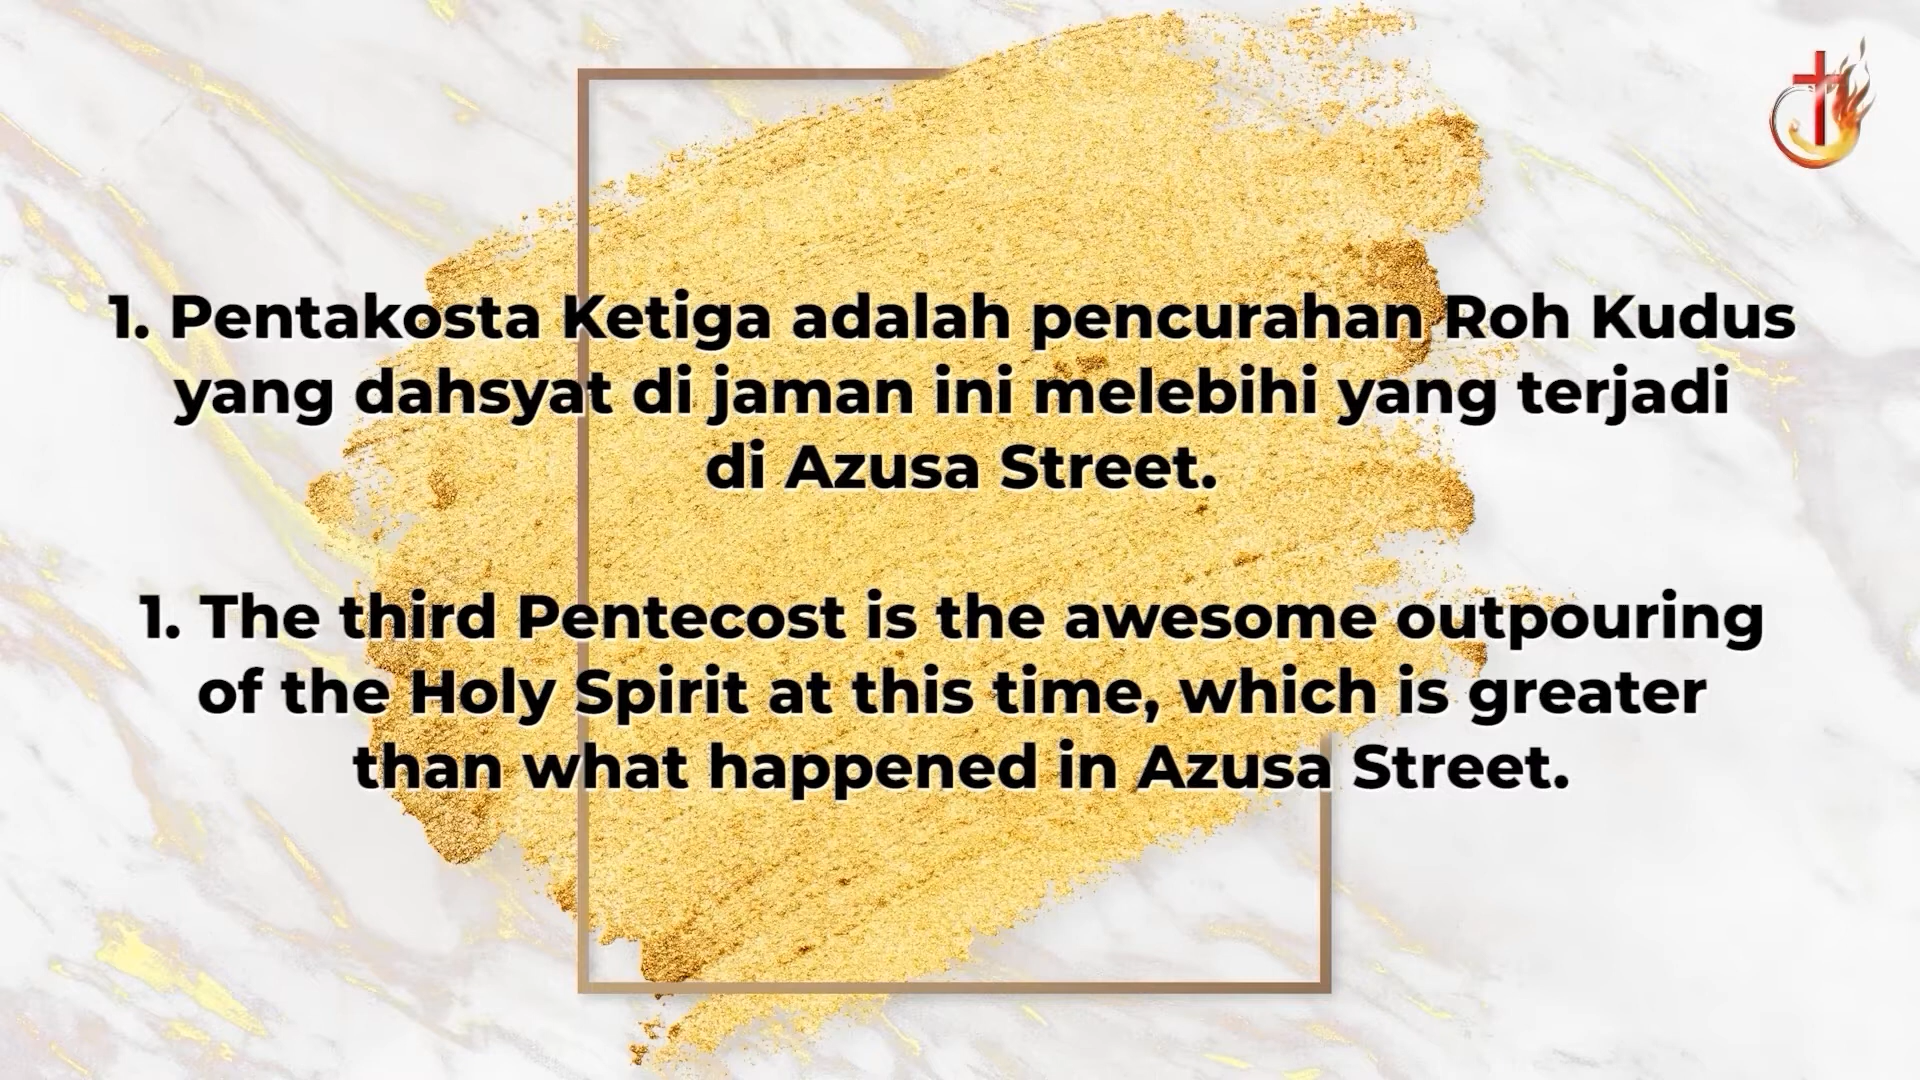 1. Pentakosta Ketiga adalah pencurahan Roh Kudus
yang dahsyat di jaman ini melebihi yang terjadi
di Azusa Street.
1. The third Pentecost is the awesome outpouring
of the Holy Spirit at this time, which is greater
than what happened in Azusa Street.